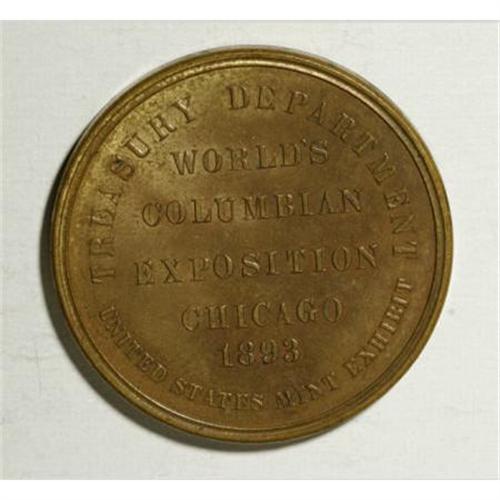 TREASURY DEPARTMENT
WORLD'S
COLUMBIAN
EXPOSITION
CHICAGO
1893
UNITED STATES MINT EXHIBIT